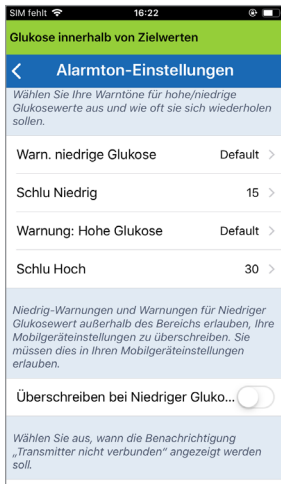 SIM fehlt 16:22
Glukose innerhalb von Zielwerten
Alarmton-Einstellungen
Wählen Sie Ihre Warntöne für hohe/niedrige
Glukosewerte aus und wie oft sie sich wiederholen
sollen.
Warn. niedrige Glukose Default
Schlu Niedrig 15
Warnung: Hohe Glukose Default
Schlu Hoch 30
Niedrig-Warnungen und Warnungen für Niedriger
Glukosewert außerhalb des Bereichs erlauben, Ihre
Mobilgeräteinstellungen zu überschreiben. Sie
müssen dies in Ihren Mobilgeräteinstellungen
erlauben.
Überschreiben bei Niedriger Gluko...
Wählen Sie aus, wann die Benachrichtigung
„Transmitter nicht verbunden" angezeigt werden
soll.